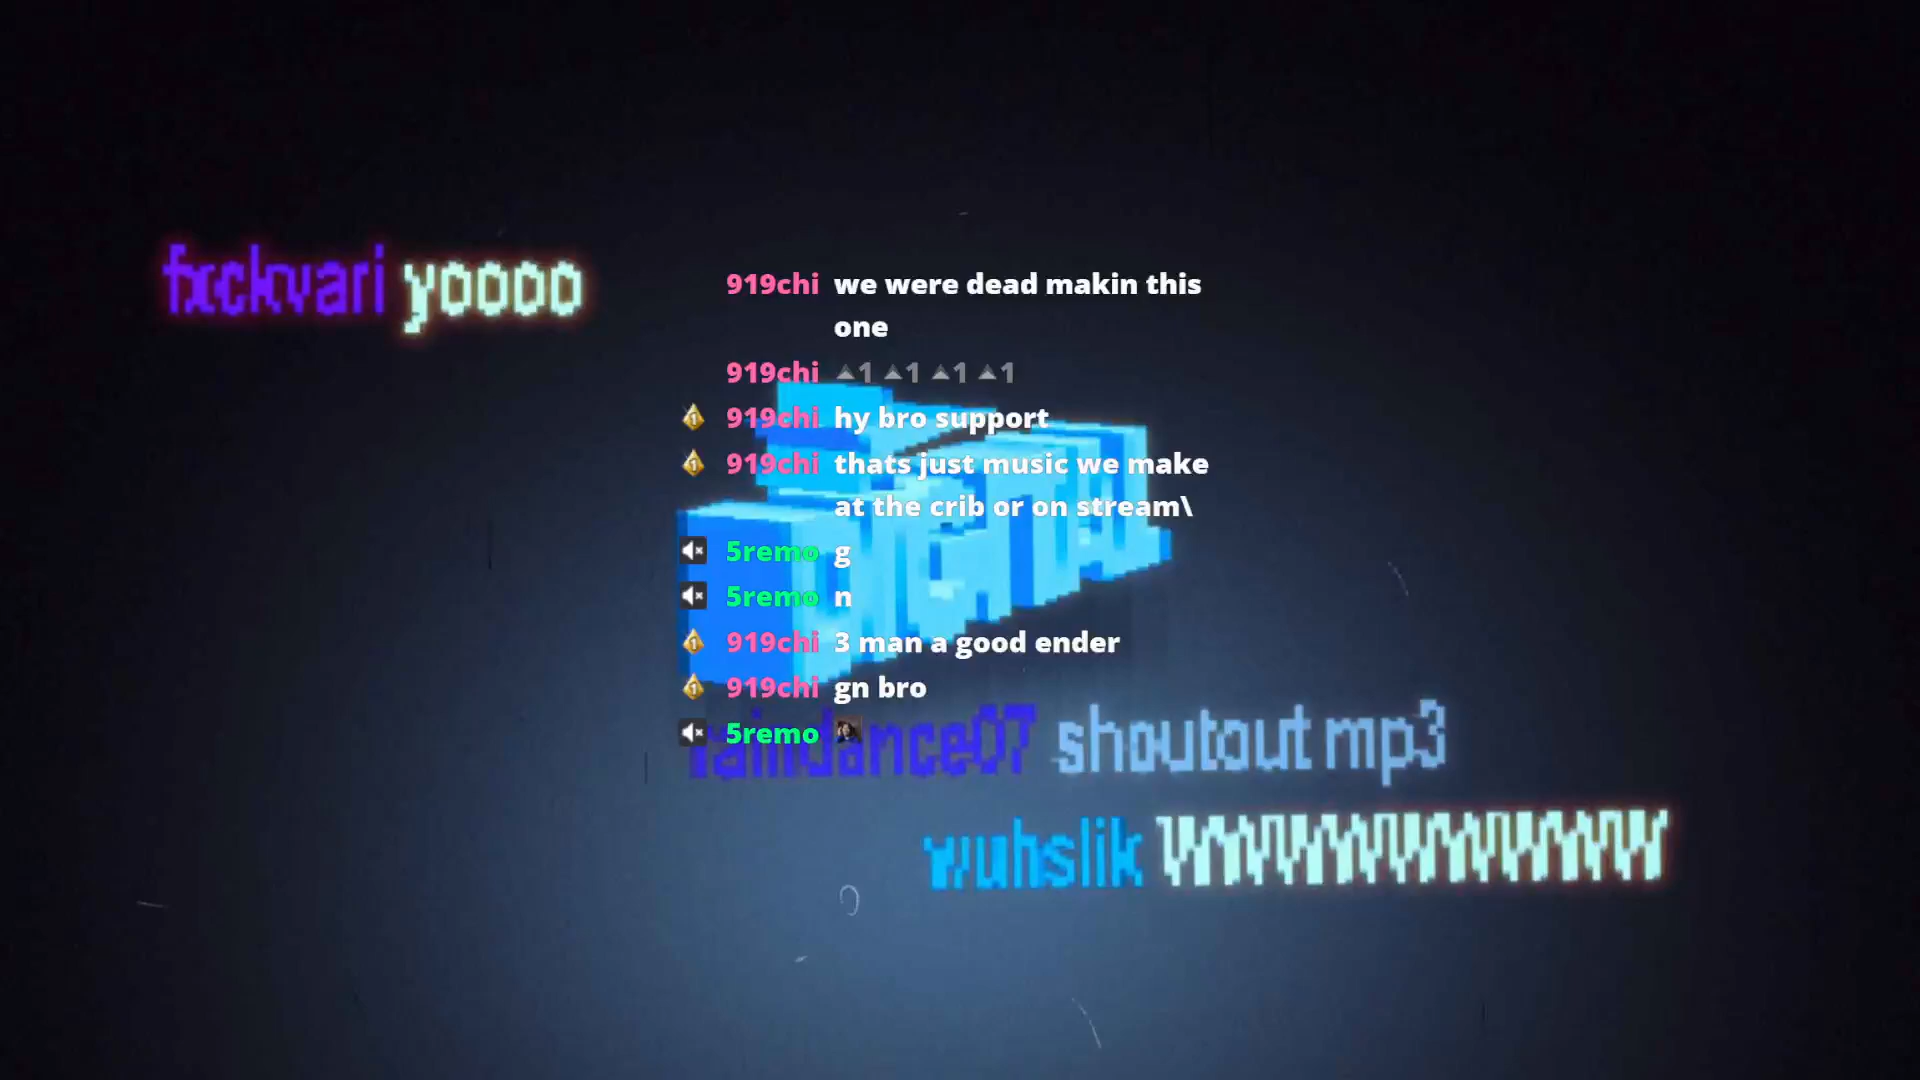 fxckvari yoooo
919chi we were dead makin this
one
919chi 1 1 1 1
919chi hy bro support
919chi thats just music we make
at the crib or on stream\
DIGITAL
5remo g
5remo n
919chi 3 man a good ender
919chi gn bro
5remo
raindance07 shoutout mp3
wuhslik